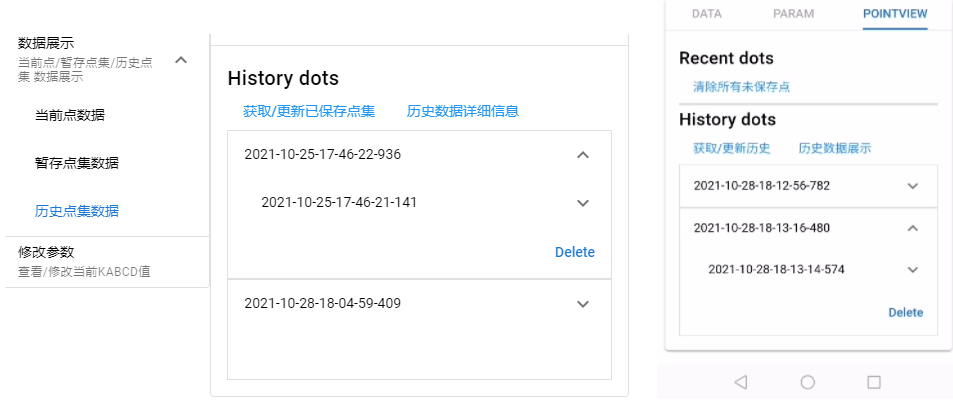 数据展示
当前点/暂存点集/历史点
集 数据展示
当前点数据
暂存点集数据
历史点集数据
修改参数
查看/修改当前KABCD值
History dots
获取/更新已保存点集 历史数据详细信息
2021-10-25-17-46-22-936
2021-10-25-17-46-21-141
Delete
2021-10-28-18-04-59-409
DATA PARAM POINTVIEW
Recent dots
清除所有未保存点
History dots
获取/更新历史 历史数据展示
2021-10-28-18-12-56-782
2021-10-28-18-13-16-480
2021-10-28-18-13-14-574
Delete